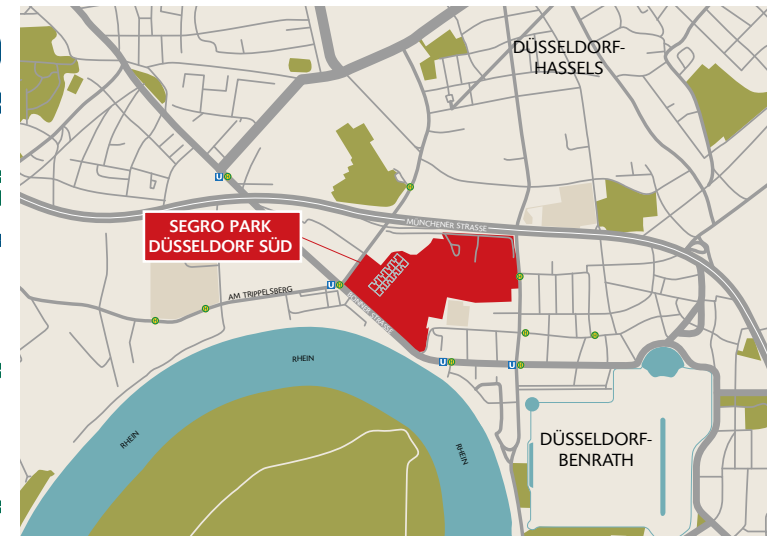 DÜSSELDORF-
HASSELS
U
H
H
MÜNCHENER STRASSE
SEGRO PARK
DÜSSELDORF SÜD
H
U
H
AM TRIPPELSBERG
H
H
H
H
RHEIN
U
H
U
H
RHEIN
DÜSSELDORF-
BENRATH
RHEIN